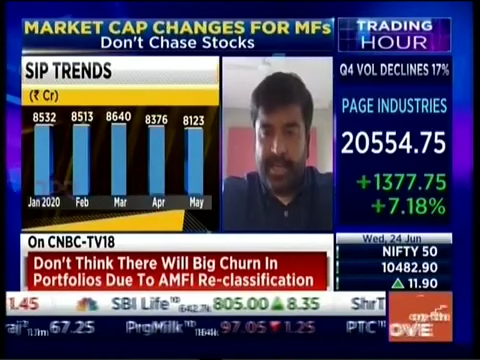 MARKET CAP CHANGES FOR MFs
Don't Chase Stocks
TRADING
HOUR
SIP TRENDS
(₹ Cr)
8532 8513 8640 8376 8123
Jan 2020 Feb Mar Apr May
Q4 VOL DECLINES 17%
PAGE INDUSTRIES
20554.75
+1377.75
+7.18%
On CNBC-TV18
Don't Think There Will Big Churn In
Portfolios Due To AMFI Re-classification
Wed, 24 Jun
NIFTY 50
10482.90
▲ 11.90
1.45 SBI Life 805.00 ▲ 8.35 ShrT
67.25 PrgMilk 97.05 ▼ 1.25 PTC